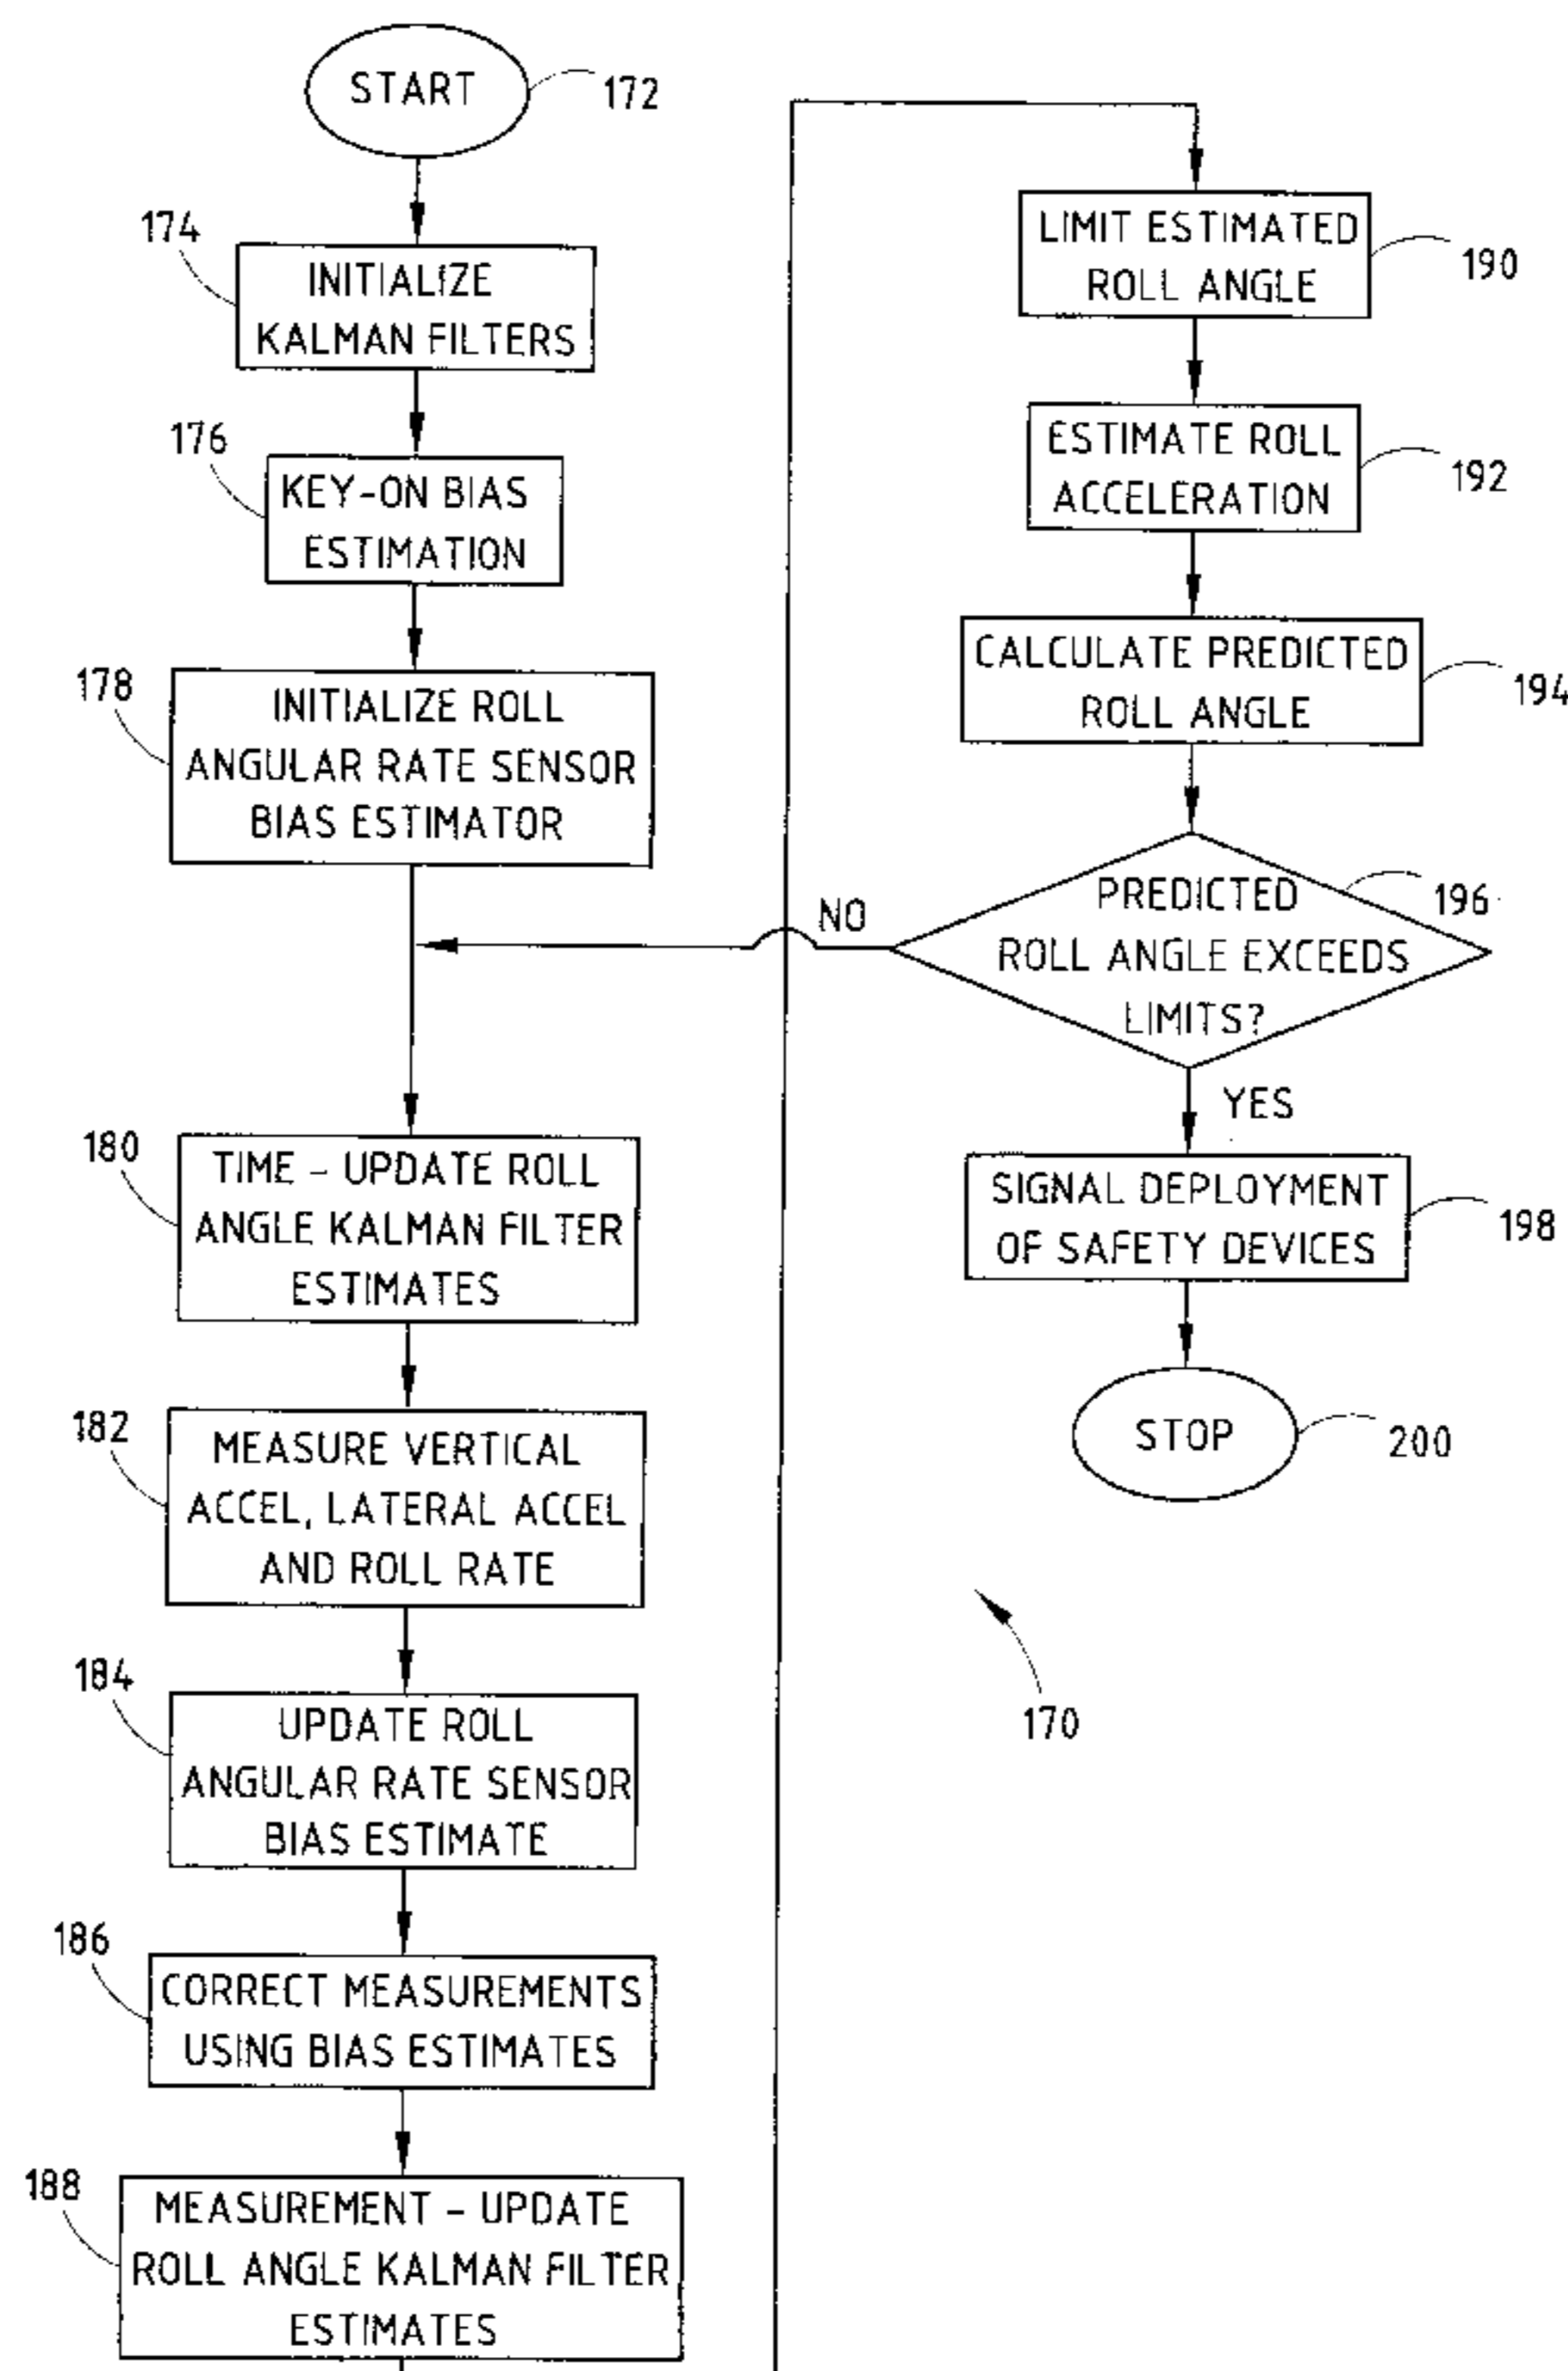 START
172
174
INITIALIZE
KALMAN FILTERS
176
KEY-ON BIAS
ESTIMATION
178
INITIALIZE ROLL
ANGULAR RATE SENSOR
BIAS ESTIMATOR
180
TIME - UPDATE ROLL
ANGLE KALMAN FILTER
ESTIMATES
182
MEASURE VERTICAL
ACCEL, LATERAL ACCEL
AND ROLL RATE
184
UPDATE ROLL
ANGULAR RATE SENSOR
BIAS ESTIMATE
186
CORRECT MEASUREMENTS
USING BIAS ESTIMATES
188
MEASUREMENT - UPDATE
ROLL ANGLE KALMAN FILTER
ESTIMATES
LIMIT ESTIMATED
ROLL ANGLE
190
ESTIMATE ROLL
ACCELERATION
192
CALCULATE PREDICTED
ROLL ANGLE
194
PREDICTED
ROLL ANGLE EXCEEDS
LIMITS?
196
NO
YES
SIGNAL DEPLOYMENT
OF SAFETY DEVICES
198
STOP
200
170